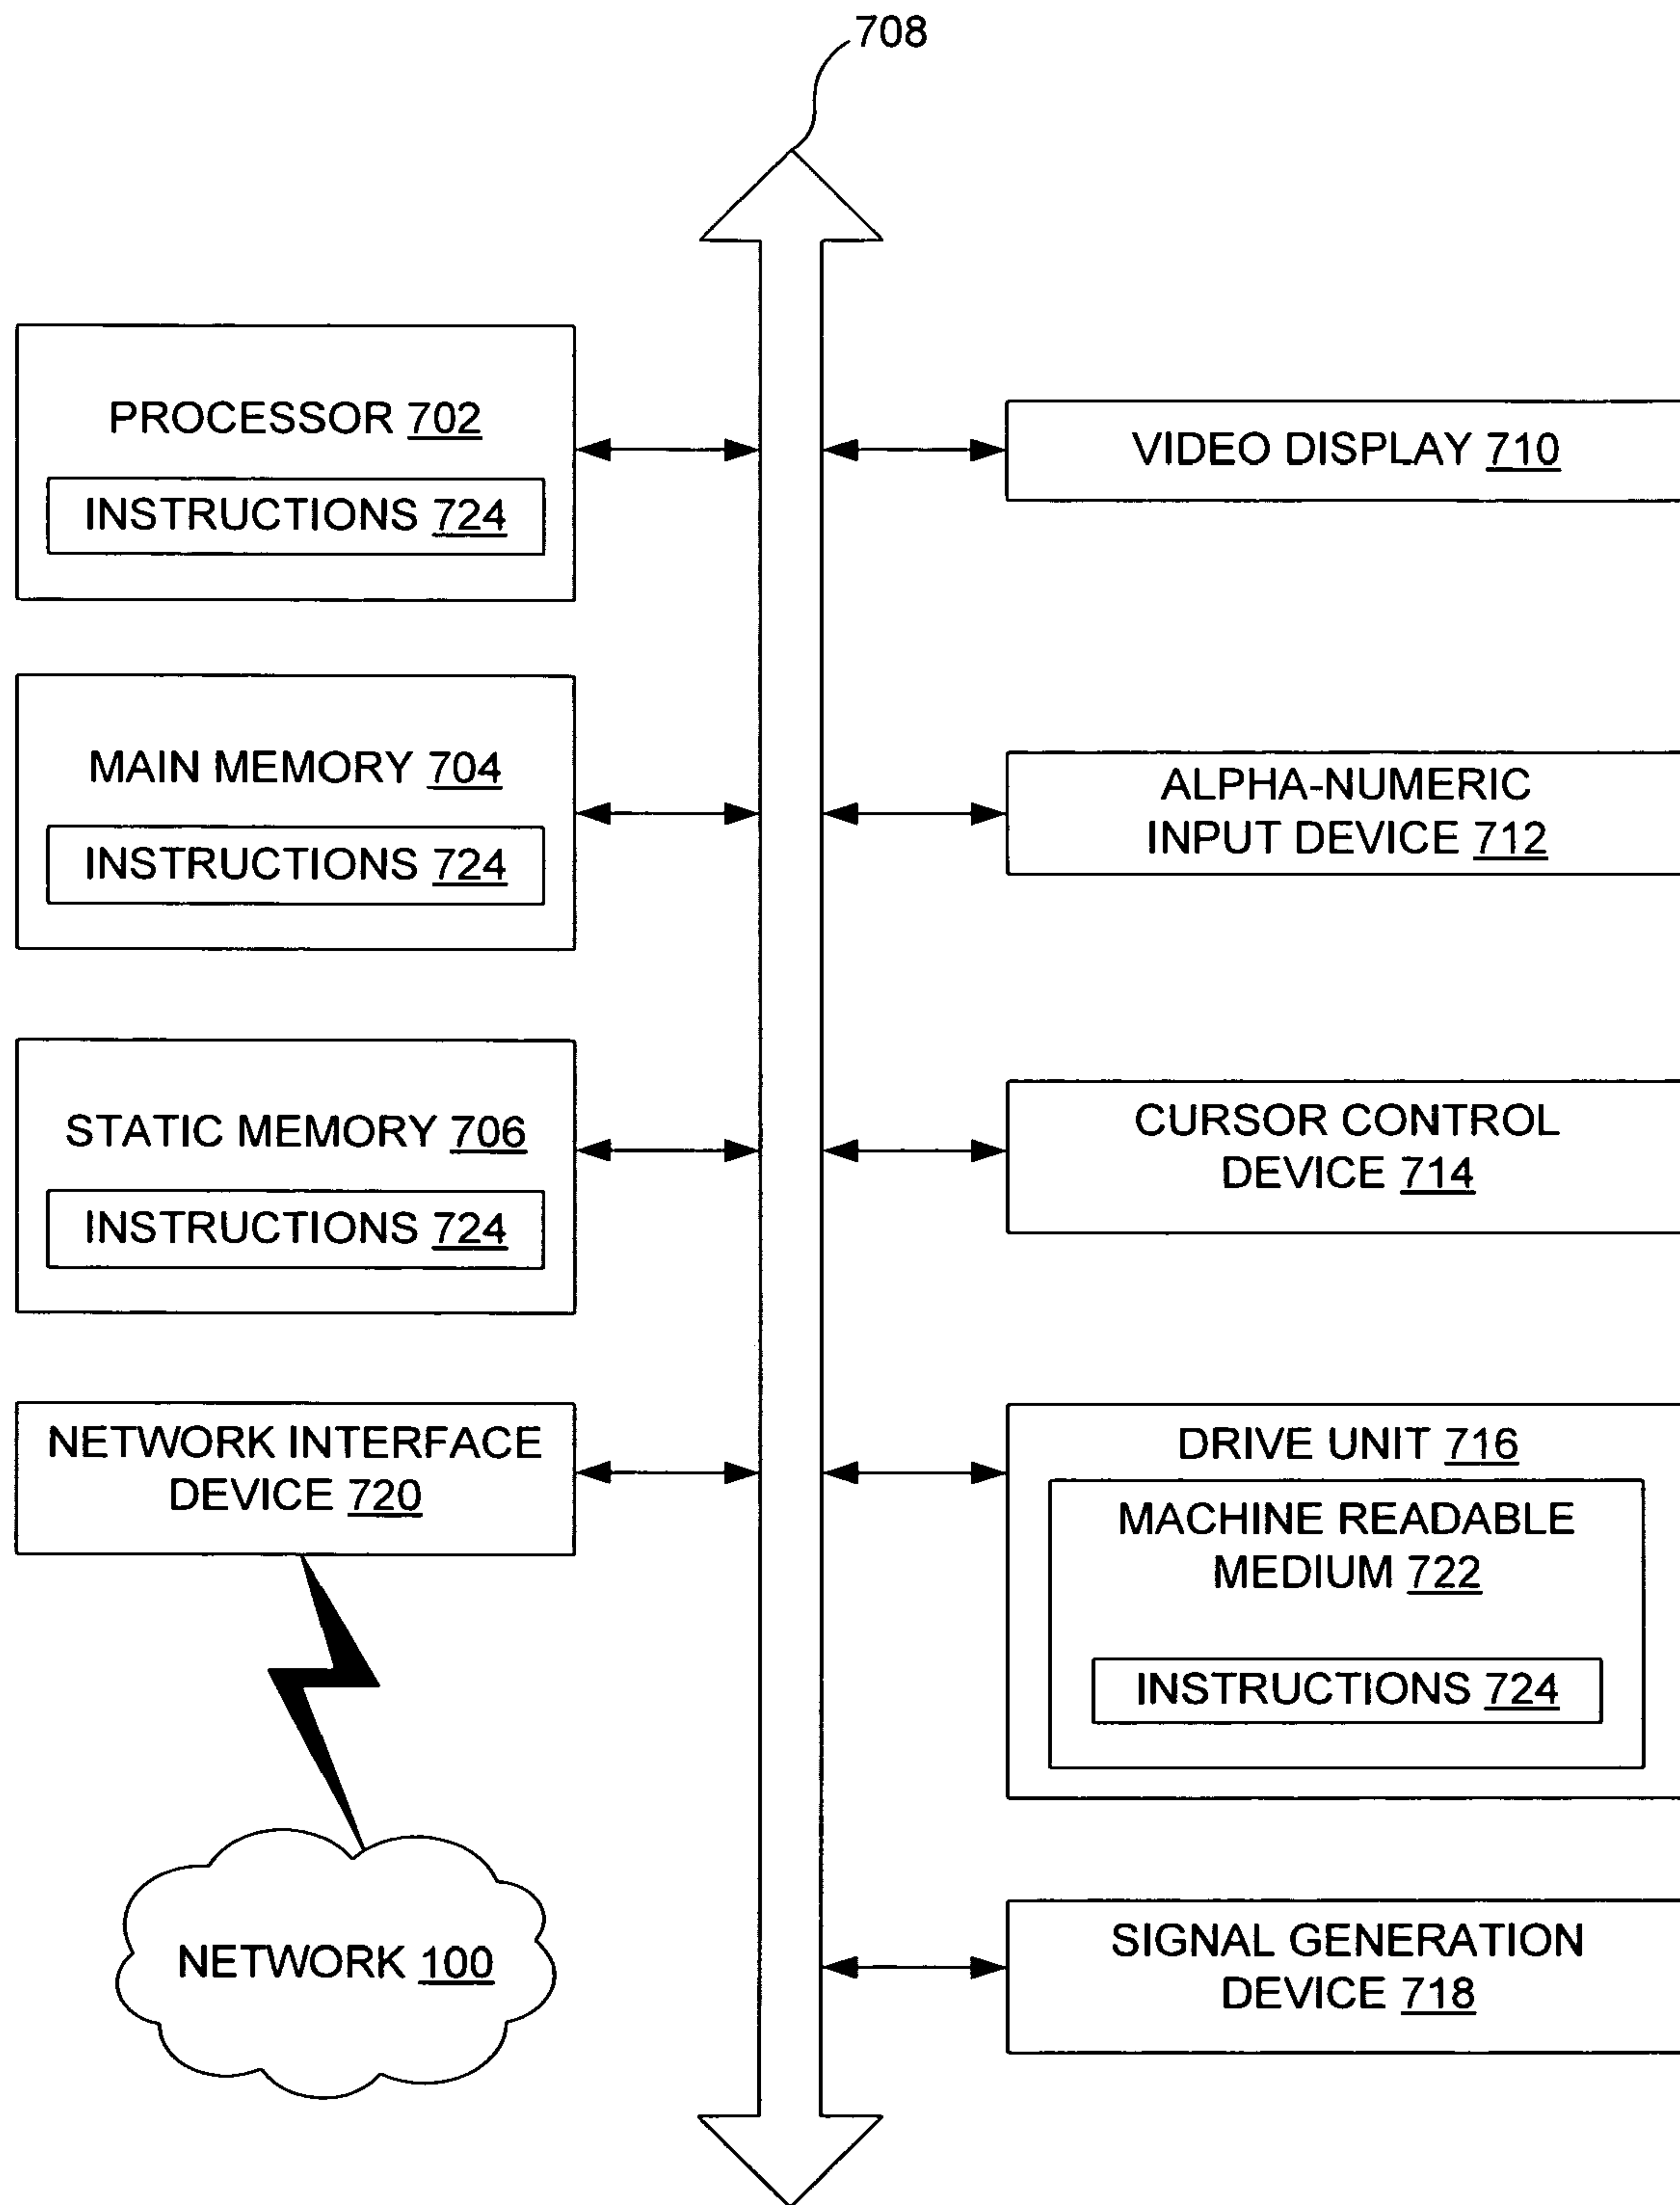 708
PROCESSOR 702
INSTRUCTIONS 724
MAIN MEMORY 704
INSTRUCTIONS 724
STATIC MEMORY 706
INSTRUCTIONS 724
NETWORK INTERFACE
DEVICE 720
NETWORK 100
VIDEO DISPLAY 710
ALPHA-NUMERIC
INPUT DEVICE 712
CURSOR CONTROL
DEVICE 714
DRIVE UNIT 716
MACHINE READABLE
MEDIUM 722
INSTRUCTIONS 724
SIGNAL GENERATION
DEVICE 718